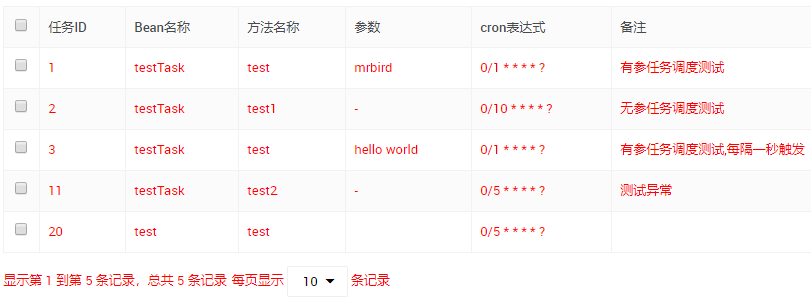 任务ID Bean名称 方法名称 参数 cron表达式 备注
1 testTask test mrbird 0/1 * * * * ? 有参任务调度测试
2 testTask test1 - 0/10 * * * * ? 无参任务调度测试
3 testTask test hello world 0/1 * * * * ? 有参任务调度测试,每隔一秒触发
11 testTask test2 - 0/5 * * * * ? 测试异常
20 test test 0/5 * * * * ?
显示第 1 到第 5 条记录，总共 5 条记录 每页显示 10 条记录